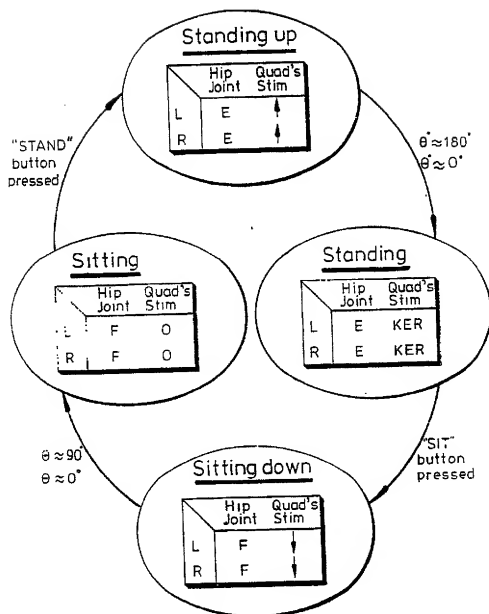 Standing up
Hip Quad's
Joint Stim
L E ↑
R E ↑
"STAND"
button
pressed
θ° ≈ 180°
θ° ≈ 0°
Sitting
Hip Quad's
Joint Stim
L F O
R F O
Standing
Hip Quad's
Joint Stim
L E KER
R E KER
θ ≈ 90°
θ ≈ 0°
"SIT"
button
pressed
Sitting down
Hip Quad's
Joint Stim
L F ↓
R F ↓